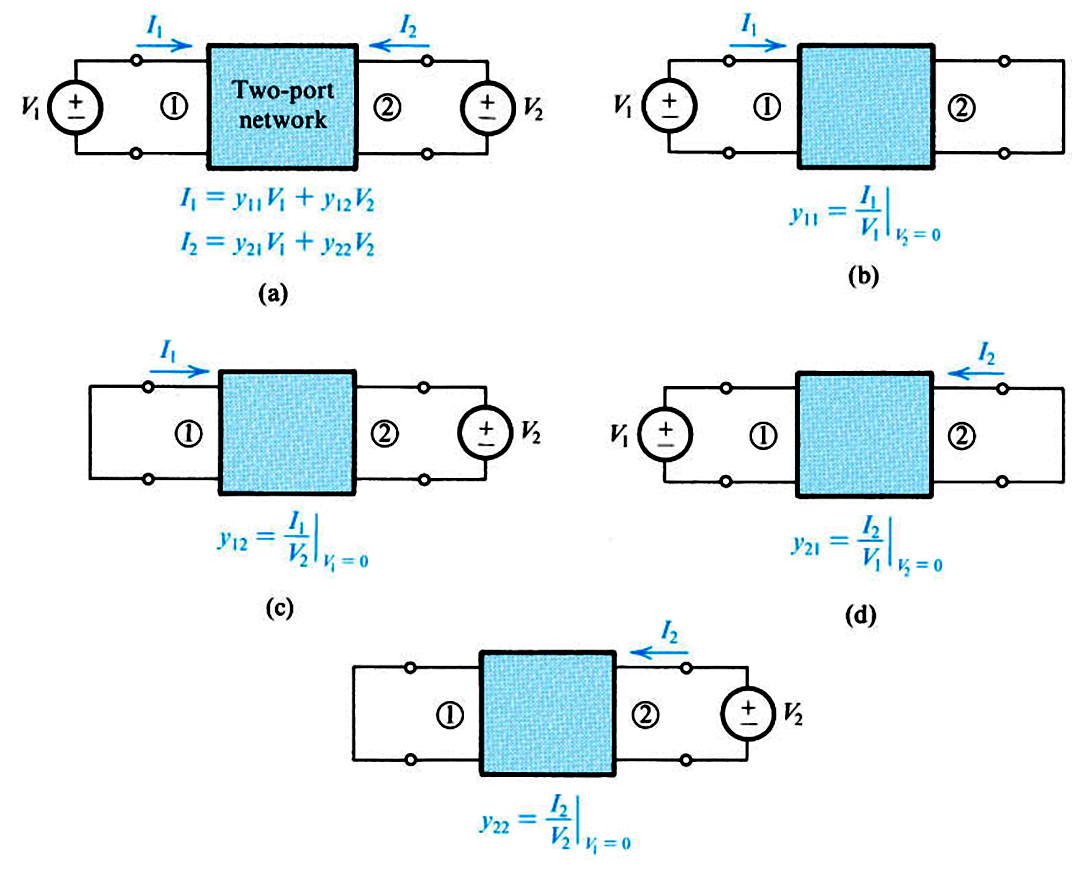 I₁ I₂
V₁ + − ① Two-port network ② + − V₂
I₁ = y₁₁V₁ + y₁₂V₂
I₂ = y₂₁V₁ + y₂₂V₂
(a)
I₁
V₁ + − ① ②
y₁₁ = I₁/V₁ |V₂ = 0
(b)
I₁
① ② + − V₂
y₁₂ = I₁/V₂ |V₁ = 0
(c)
I₂
V₁ + − ① ②
y₂₁ = I₂/V₁ |V₂ = 0
(d)
I₂
① ② + − V₂
y₂₂ = I₂/V₂ |V₁ = 0